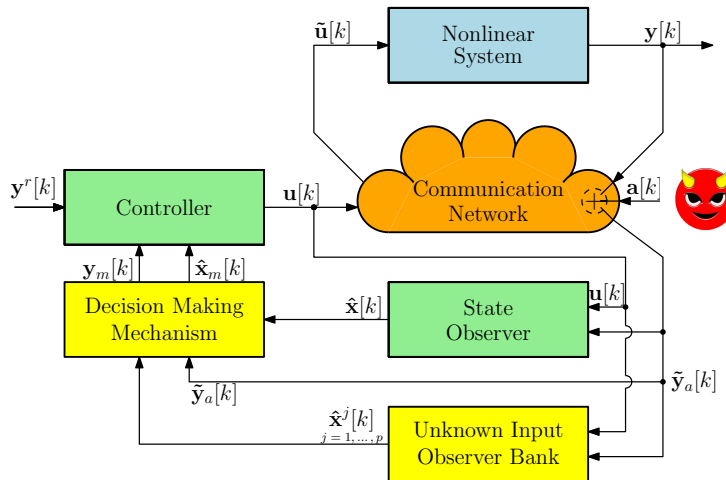 ũ[k]
Nonlinear
System
y[k]
y^r[k]
Controller
u[k]
Communication
Network
a[k]
y_m[k]
x̂_m[k]
Decision Making
Mechanism
x̂[k]
State
Observer
u[k]
ỹ_a[k]
ỹ_a[k]
x̂^j[k]
j = 1, ..., p
Unknown Input
Observer Bank